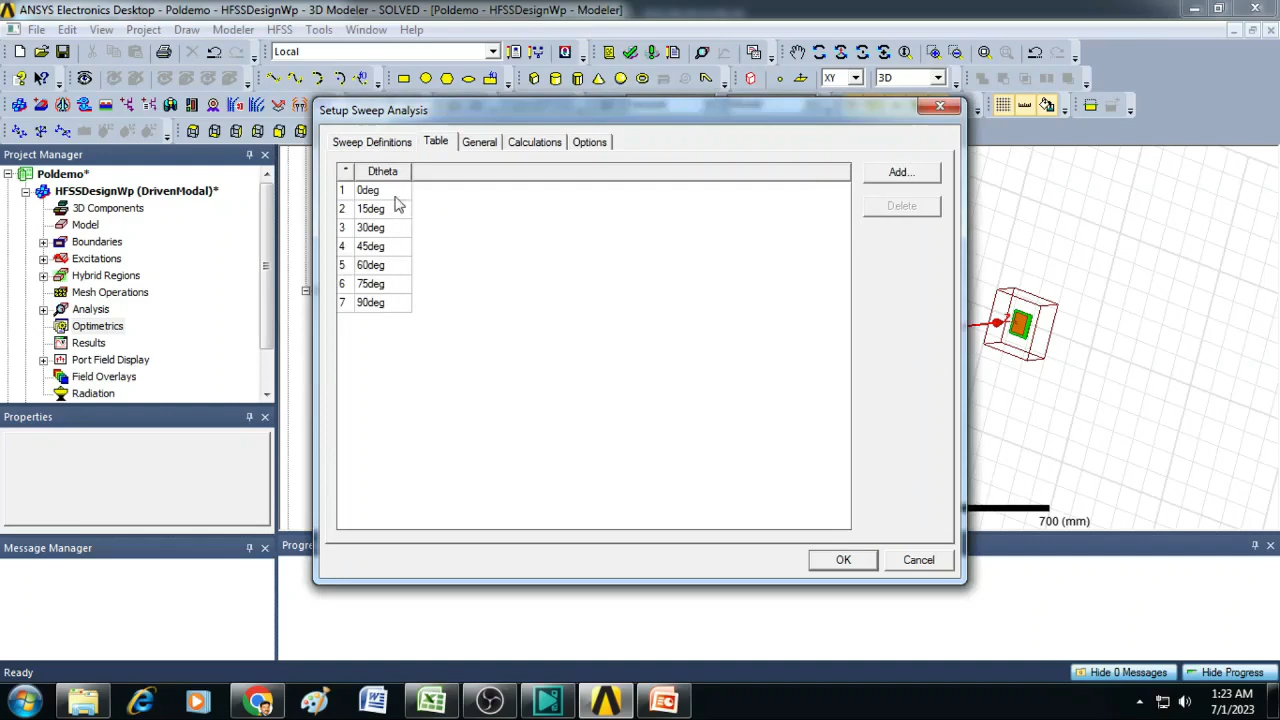 ANSYS Electronics Desktop - Poldemo - HFSSDesignWp - 3D Modeler - SOLVED - [Poldemo - HFSSDesignWp - Modeler]
File Edit View Project Draw Modeler HFSS Tools Window Help
Local
XY 3D
Project Manager
Poldemo*
HFSSDesignWp (DrivenModal)*
3D Components
Model
Boundaries
Excitations
Hybrid Regions
Mesh Operations
Analysis
Optimetrics
Results
Port Field Display
Field Overlays
Radiation
Properties
Message Manager
Setup Sweep Analysis
Sweep Definitions Table General Calculations Options
* Dtheta
1 0deg
2 15deg
3 30deg
4 45deg
5 60deg
6 75deg
7 90deg
Add...
Delete
OK Cancel
700 (mm)
Ready
Hide 0 Messages Hide Progress
1:23 AM
7/1/2023